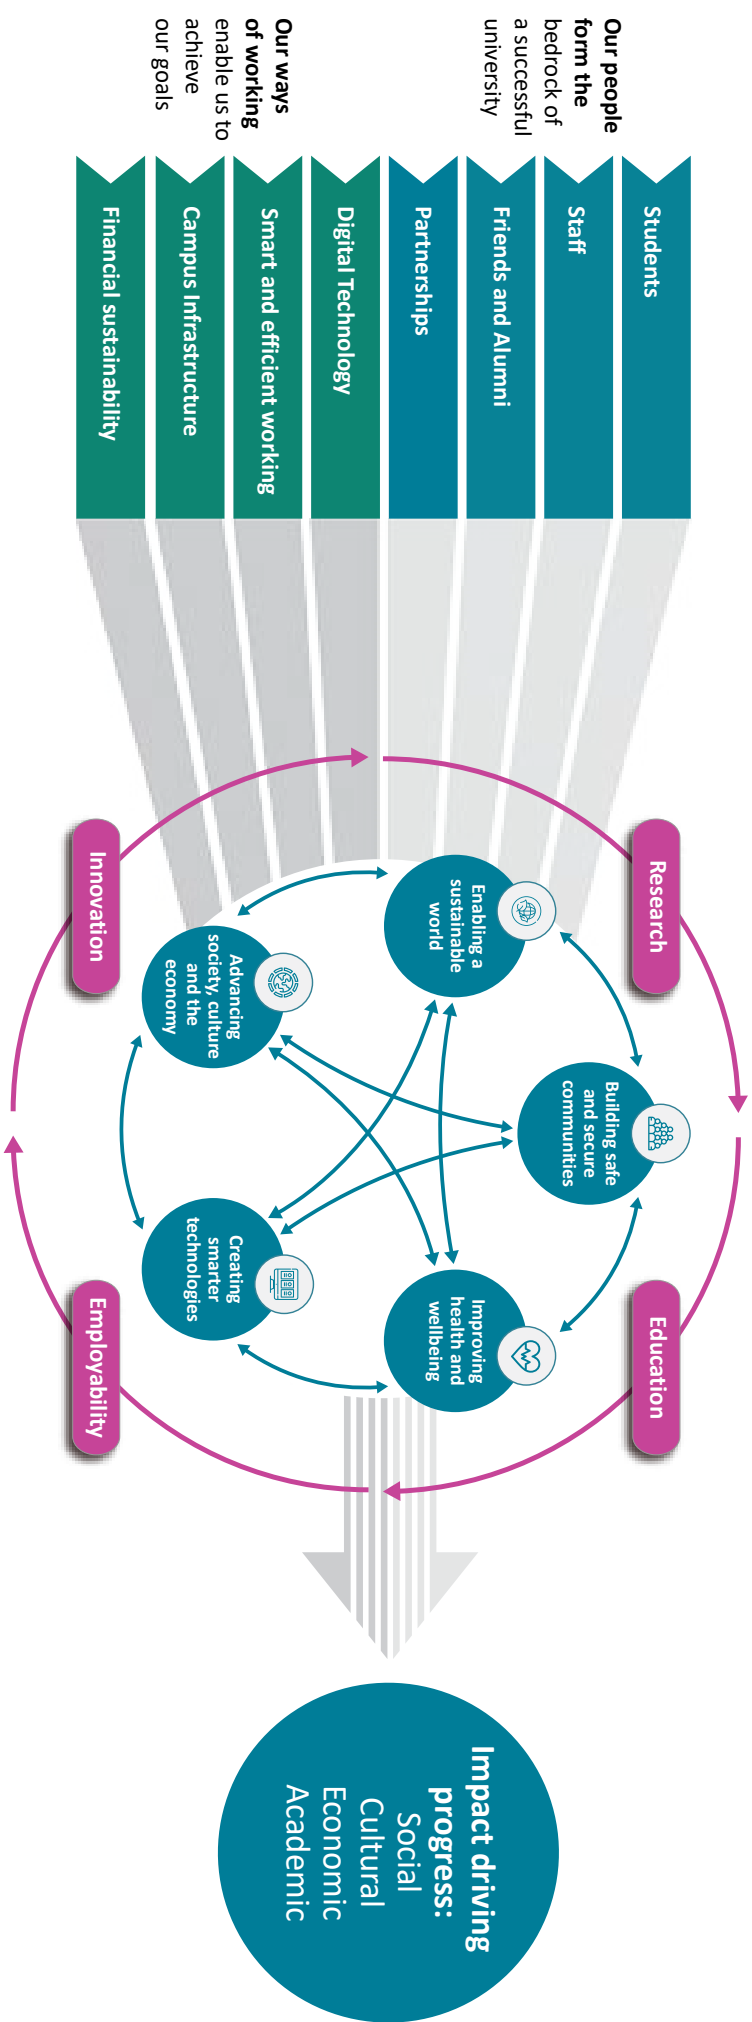 Our people
form the
bedrock of
a successful
university
Students
Staff
Friends and Alumni
Partnerships
Our ways
of working
enable us to
achieve
our goals
Digital Technology
Smart and efficient working
Campus Infrastructure
Financial sustainability
Research
Education
Innovation
Employability
Building safe
and secure
communities
Enabling a
sustainable
world
Improving
health and
wellbeing
Advancing
society, culture
and the
economy
Creating
smarter
technologies
Impact driving
progress:
Social
Cultural
Economic
Academic